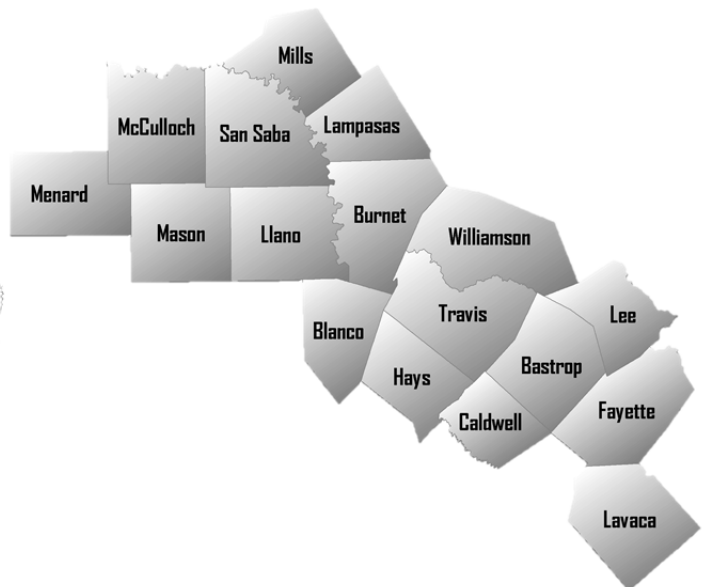 Mills
McCulloch
San Saba
Lampasas
Menard
Mason
Llano
Burnet
Williamson
Blanco
Travis
Lee
Hays
Bastrop
Caldwell
Fayette
Lavaca